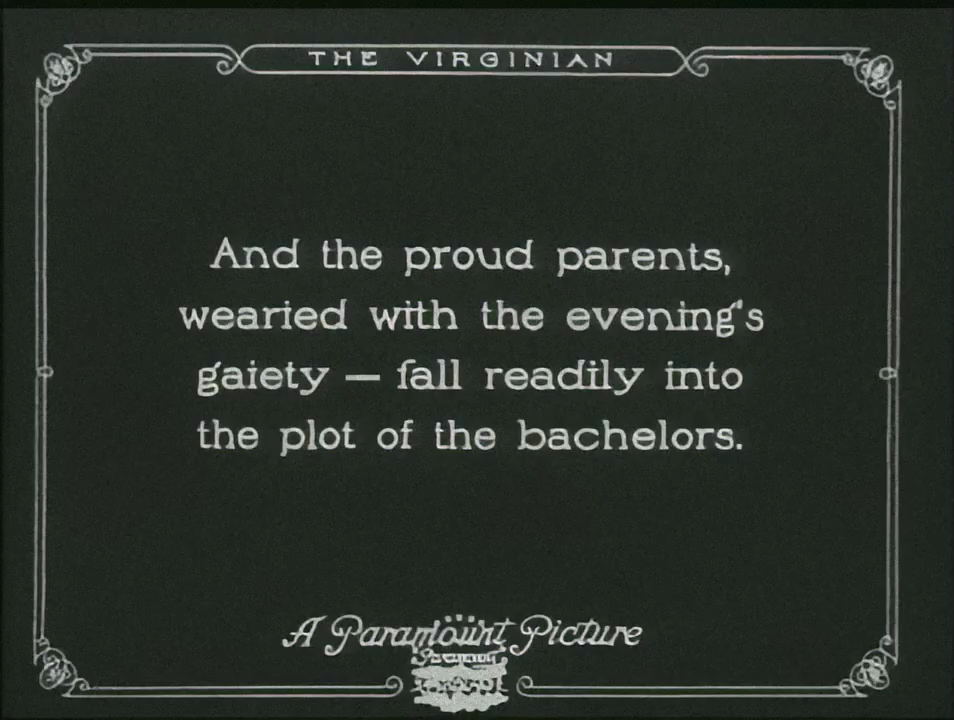 THE VIRGINIAN
And the proud parents,
wearied with the evening's
gaiety — fall readily into
the plot of the bachelors.
A Paramount Picture